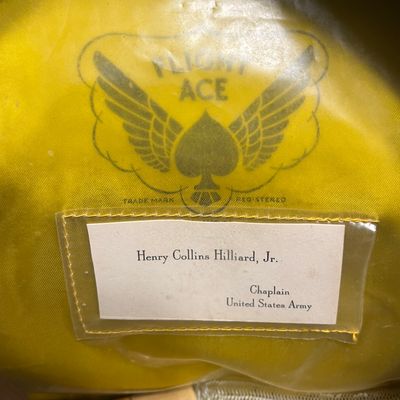 FLIGHT
ACE
TRADE MARK REGISTERED
Henry Collins Hilliard, Jr.
Chaplain
United States Army